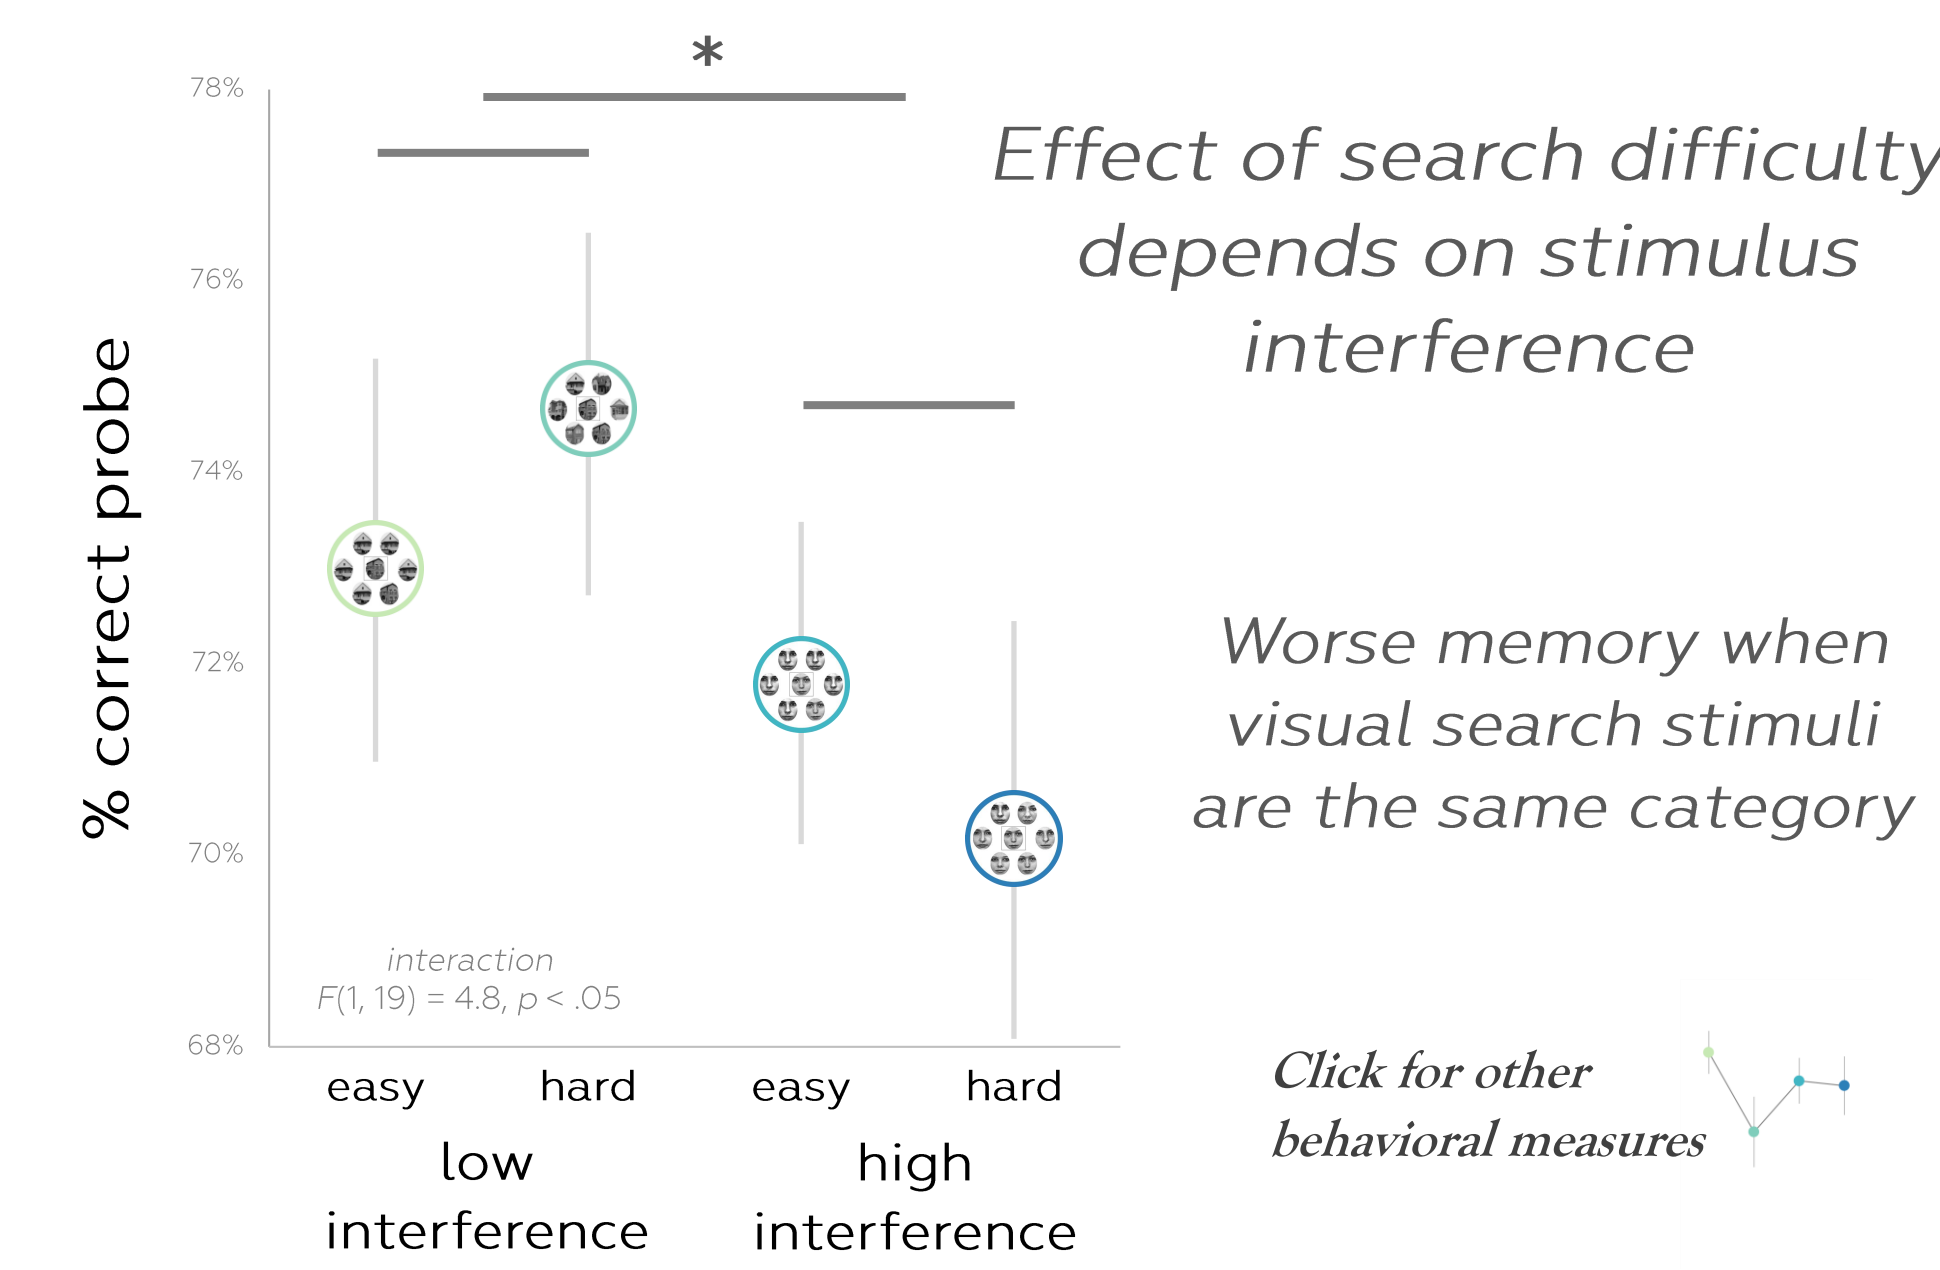 *
78%
76%
74%
72%
70%
68%
% correct probe
Effect of search difficulty
depends on stimulus
interference
Worse memory when
visual search stimuli
are the same category
interaction
F(1, 19) = 4.8, p < .05
easy hard easy hard
low high
interference interference
Click for other
behavioral measures